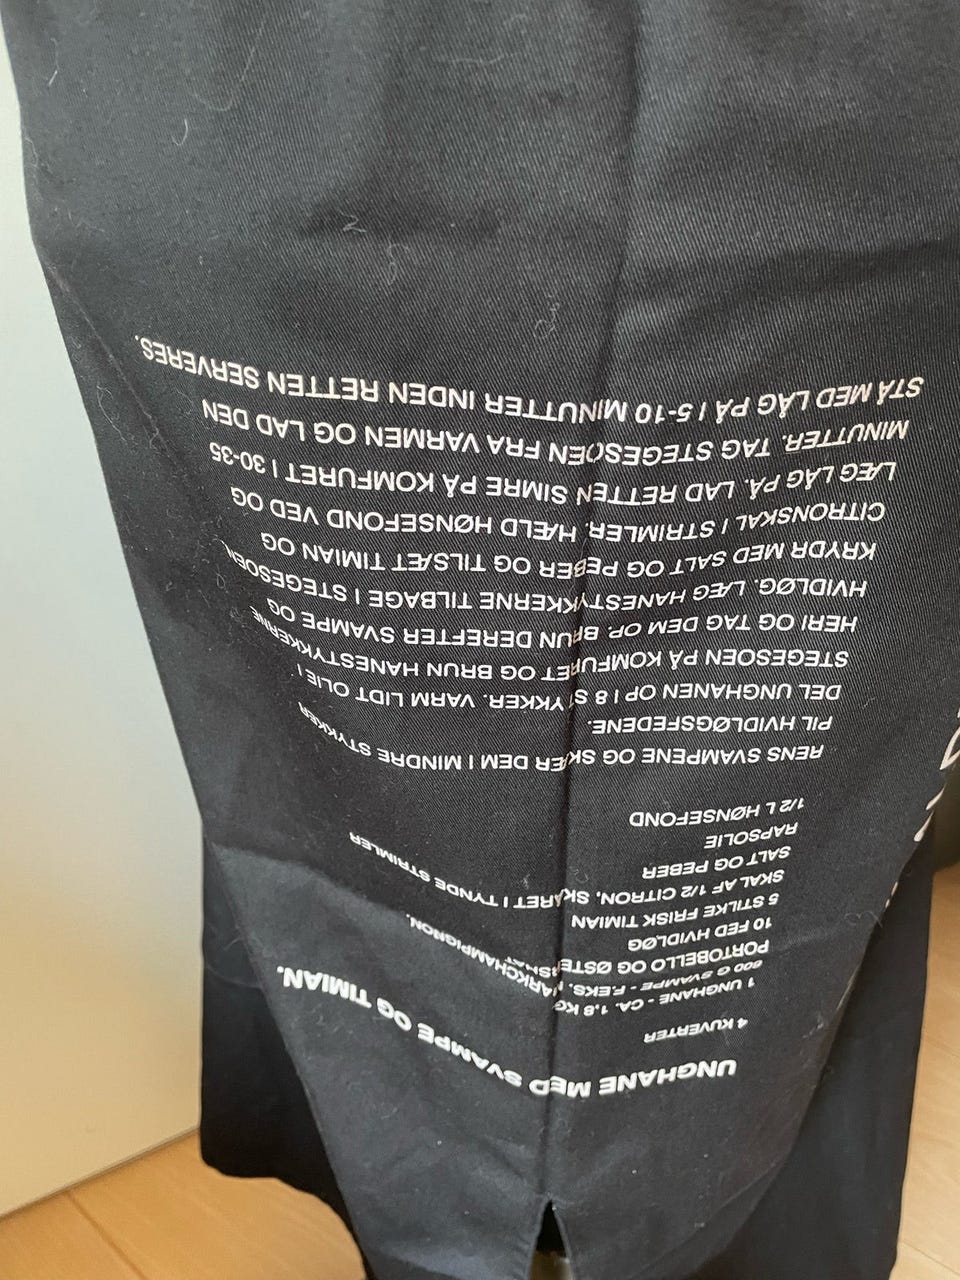 UNGHANE MED SVAMPE OG TIMIAN.
4 KUVERTER
1 UNGHANE - CA. 1,8 KG
600 G SVAMPE - F.EKS. MARKCHAMPIGNON,
PORTOBELLO OG ØSTERSHAT
10 FED HVIDLØG
5 STILKE FRISK TIMIAN
SKAL AF 1/2 CITRON, SKÅRET I TYNDE STRIMLER
SALT OG PEBER
RAPSOLIE
1/2 L HØNSEFOND
RENS SVAMPENE OG SKÆR DEM I MINDRE STYKKER
PIL HVIDLØGSFEDENE.
DEL UNGHANEN OP I 8 STYKKER. VARM LIDT OLIE I
STEGESOEN PÅ KOMFURET OG BRUN HANESTYKKERNE
HERI OG TAG DEM OP. BRUN DEREFTER SVAMPE OG
HVIDLØG. LÆG HANESTYKKERNE TILBAGE I STEGESOEN
KRYDR MED SALT OG PEBER OG TILSÆT TIMIAN OG
CITRONSKAL I STRIMLER. HÆLD HØNSEFOND VED OG
LÆG LÅG PÅ. LAD RETTEN SIMRE PÅ KOMFURET I 30-35
MINUTTER. TAG STEGESOEN FRA VARMEN OG LAD DEN
STÅ MED LÅG PÅ I 5-10 MINUTTER INDEN RETTEN SERVERES.